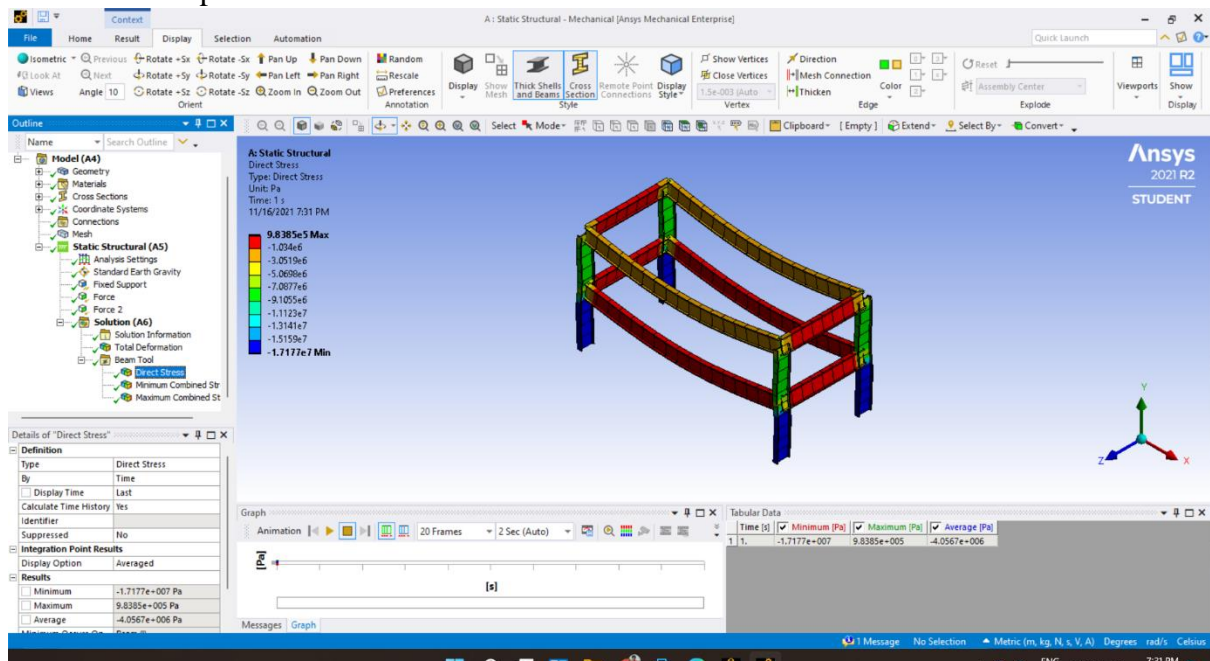 Context
A : Static Structural - Mechanical [Ansys Mechanical Enterprise]
File Home Result Display Selection Automation Quick Launch
Isometric Previous Rotate +Sx Rotate -Sx Pan Up Pan Down Random Show Vertices Direction Reset
Look At Next Rotate +Sy Rotate -Sy Pan Left Pan Right Rescale Display Show Mesh Thick Shells and Beams Cross Section Remote Point Connections Display Style Close Vertices Mesh Connection Color Assembly Center Viewports Show
Views Angle 10 Rotate +Sz Rotate -Sz Zoom In Zoom Out Preferences 1.5e-003 (Auto Thicken
Orient Annotation Style Vertex Edge Explode Display
Outline
Select Mode Clipboard [ Empty ] Extend Select By Convert
Name Search Outline
Model (A4)
Geometry
Materials
Cross Sections
Coordinate Systems
Connections
Mesh
Static Structural (A5)
Analysis Settings
Standard Earth Gravity
Fixed Support
Force
Force 2
Solution (A6)
Solution Information
Total Deformation
Beam Tool
Direct Stress
Minimum Combined Str
Maximum Combined St
A: Static Structural
Direct Stress
Type: Direct Stress
Unit: Pa
Time: 1 s
11/16/2021 7:31 PM
9.8385e5 Max
-1.034e6
-3.0519e6
-5.0698e6
-7.0877e6
-9.1055e6
-1.1123e7
-1.3141e7
-1.5159e7
-1.7177e7 Min
Ansys
2021 R2
STUDENT
Y
Z
X
Details of "Direct Stress"
Definition
Type Direct Stress
By Time
Display Time Last
Calculate Time History Yes
Identifier
Suppressed No
Integration Point Results
Display Option Averaged
Results
Minimum -1.7177e+007 Pa
Maximum 9.8385e+005 Pa
Average -4.0567e+006 Pa
Graph
Animation 20 Frames 2 Sec (Auto)
[Pa]
[s]
Messages Graph
Tabular Data
Time [s] Minimum [Pa] Maximum [Pa] Average [Pa]
1 1. -1.7177e+007 9.8385e+005 -4.0567e+006
1 Message No Selection Metric (m, kg, N, s, V, A) Degrees rad/s Celsius
ENG 7:31 PM